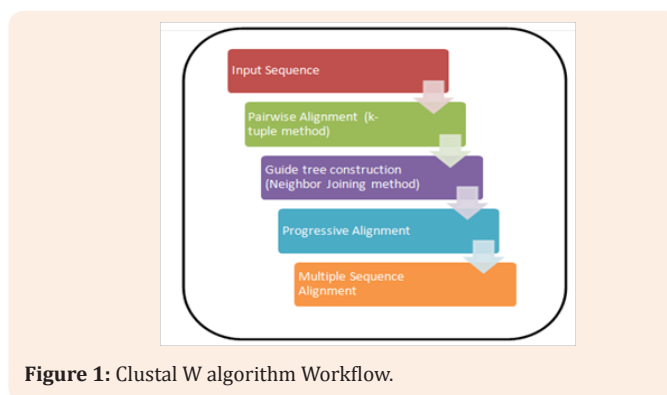 Input Sequence
Pairwise Alignment (k-
tuple method)
Guide tree construction
(Neighbor Joining method)
Progressive Alignment
Multiple Sequence
Alignment
Figure 1: Clustal W algorithm Workflow.